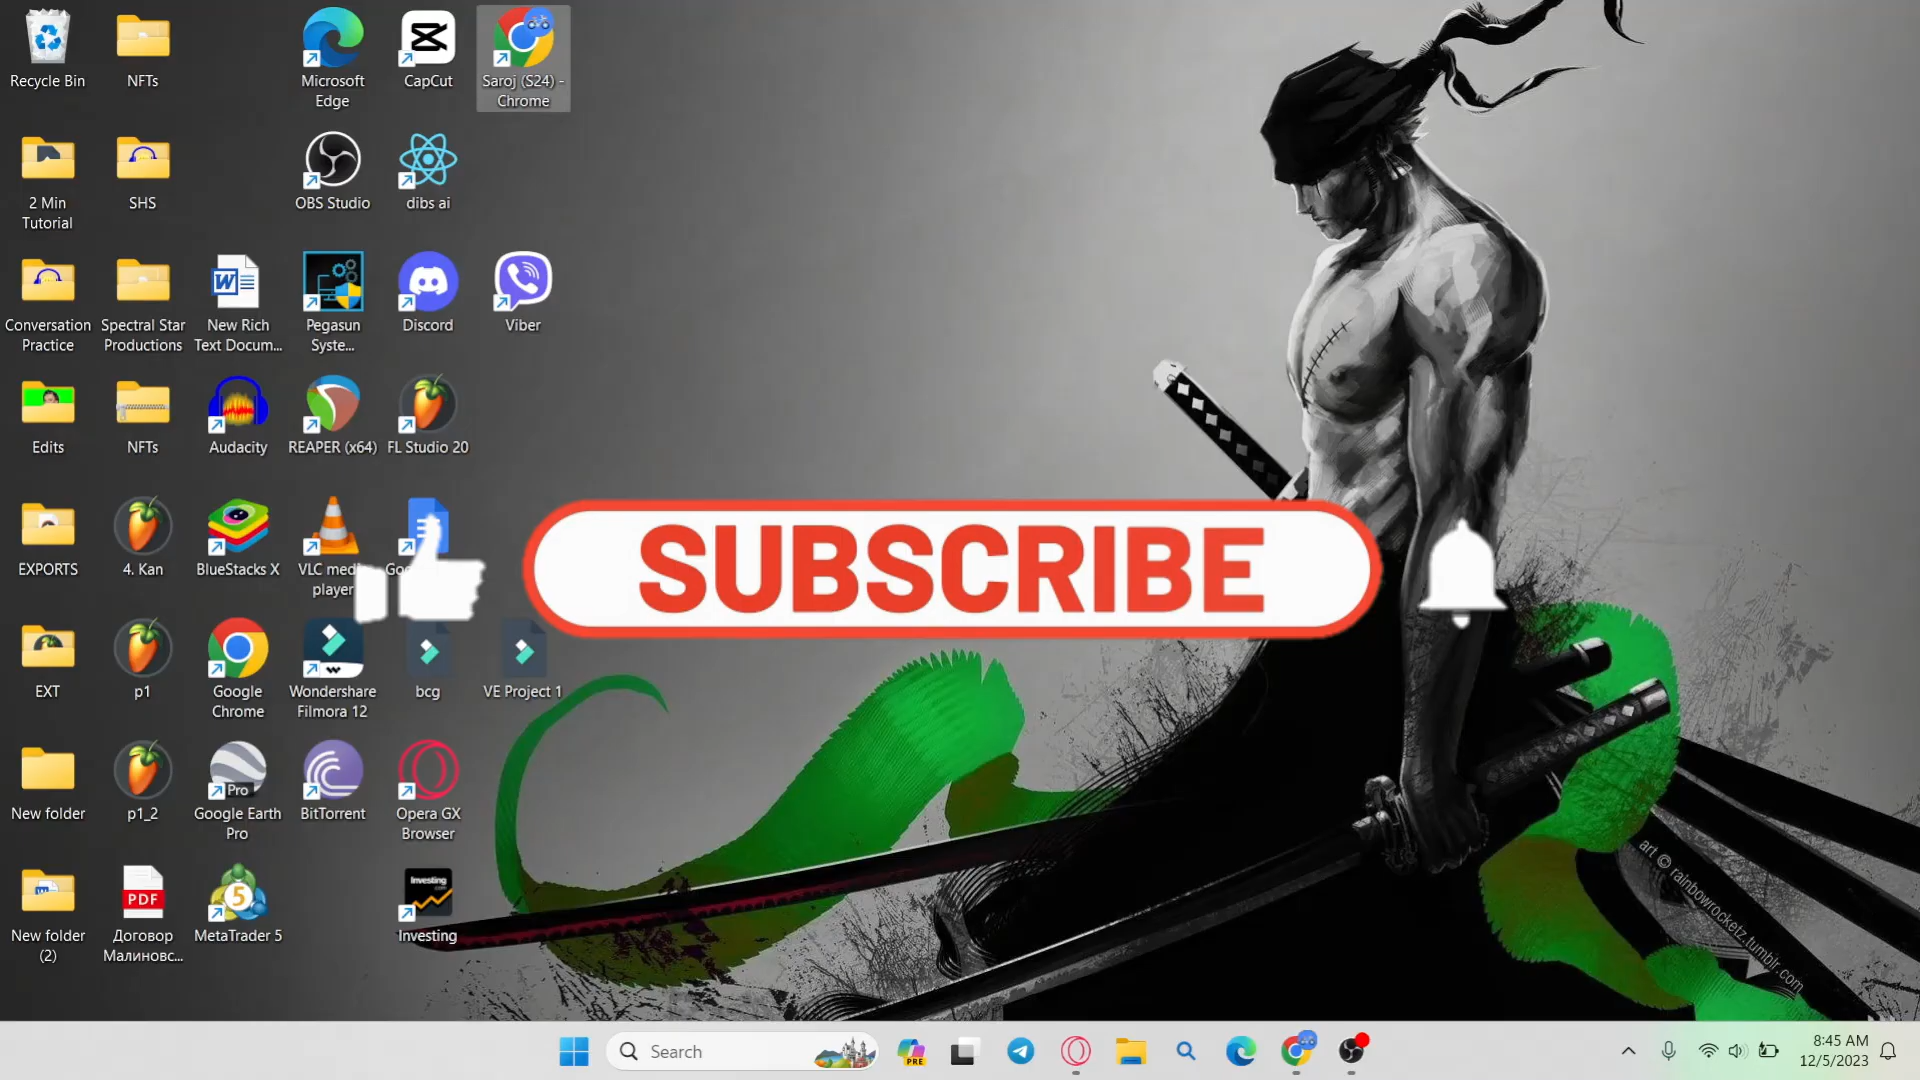 Recycle Bin
NFTs
Microsoft
Edge
CapCut
Saroj (S24) -
Chrome
2 Min
Tutorial
SHS
OBS Studio
dibs ai
Conversation
Practice
Spectral Star
Productions
New Rich
Text Docum...
Pegasun
Syste...
Discord
Viber
Edits
NFTs
Audacity
REAPER (x64)
FL Studio 20
EXPORTS
4. Kan
BlueStacks X
VLC med
player
Goo
SUBSCRIBE
EXT
p1
Google
Chrome
Wondershare
Filmora 12
bcg
VE Project 1
New folder
p1_2
Pro
Google Earth
Pro
BitTorrent
Opera GX
Browser
New folder
(2)
PDF
Договор
Малиновс...
5
MetaTrader 5
Investing
.com
Investing
art © rainbowrocketz.tumblr.com
Search
PRE
8:45 AM
12/5/2023